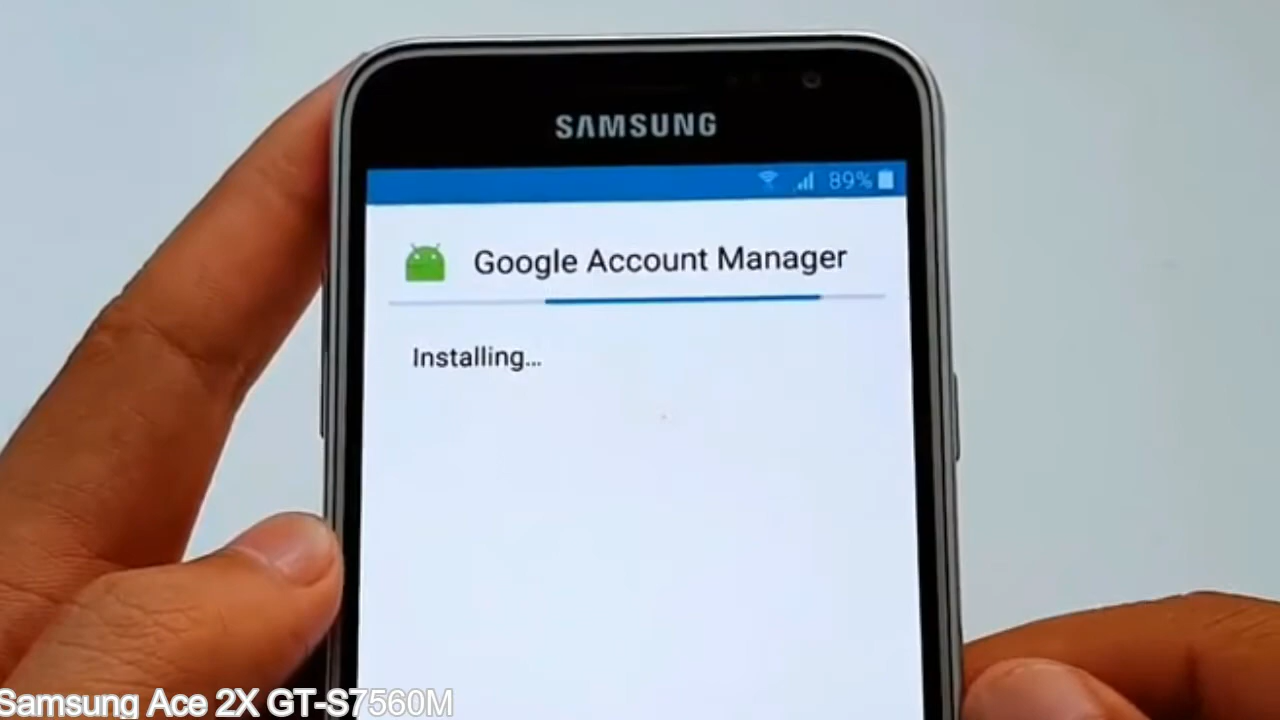 SAMSUNG
89%
Google Account Manager
Installing...
Samsung Ace 2X GT-S7560M